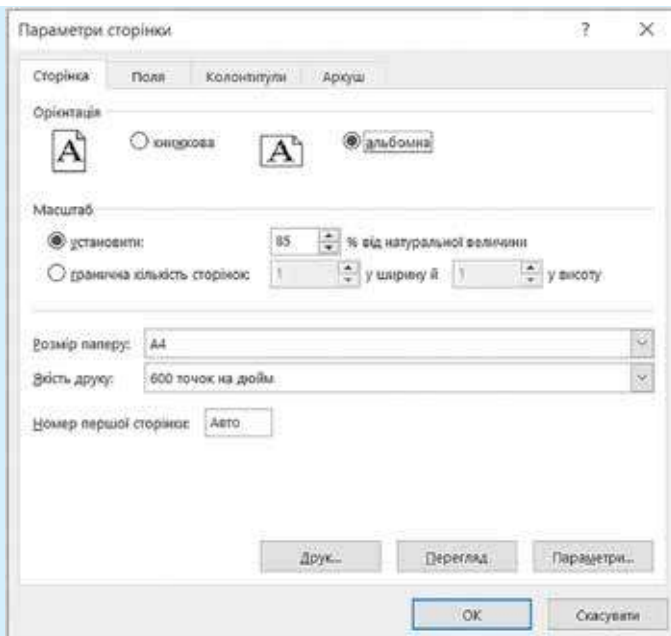 Параметри сторінки ? ×
Сторінка Поля Колонтитули Аркуш
Орієнтація
A книжкова A альбомна
Масштаб
установити: 85 % від натуральної величини
гранична кількість сторінок: 1 у ширину й 1 у висоту
Розмір паперу: A4
Якість друку: 600 точок на дюйм
Номер першої сторінки: Авто
Друк... Перегляд Параметри...
ОК Скасувати